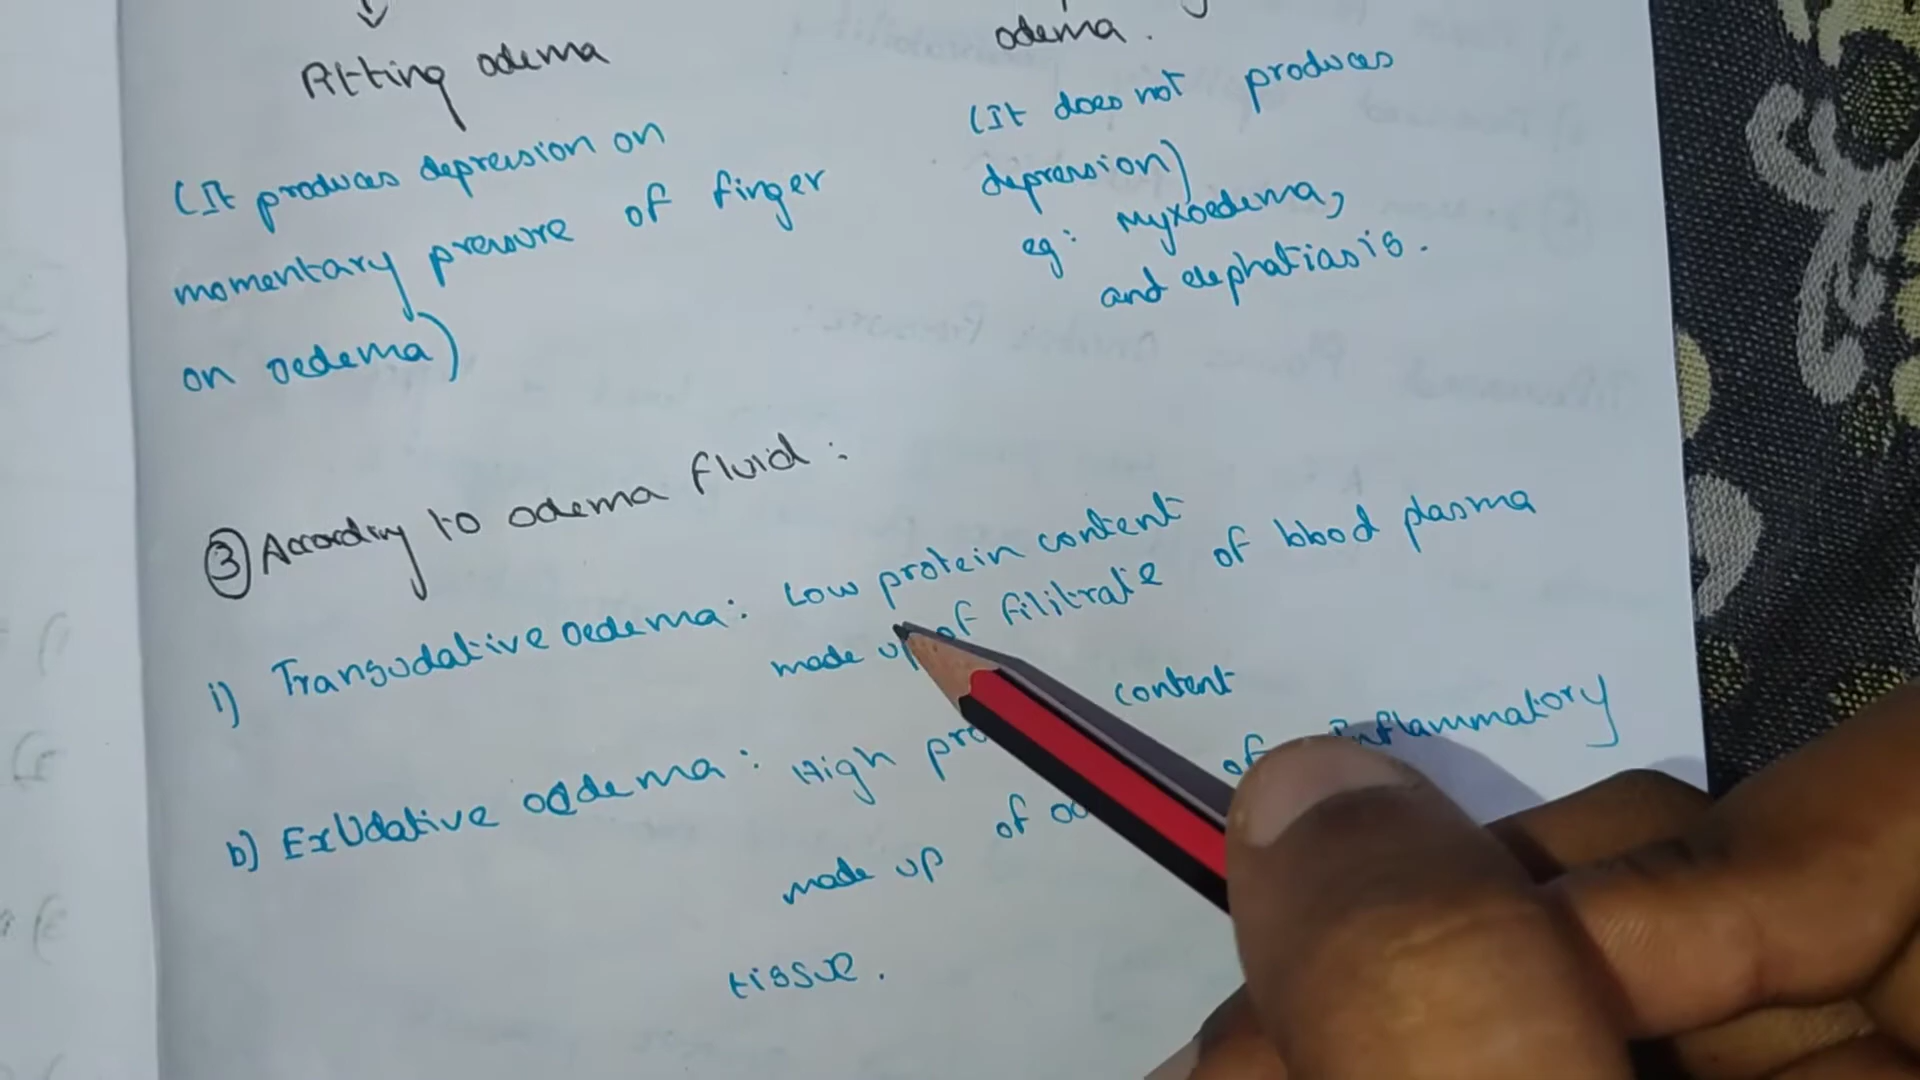 Pitting odema
(It produces depression on
momentary pressure of finger
on oedema)
odema.
(It does not produces
depression)
eg: Myxoedema,
and elephatiasis.
③ According to odema fluid:
i) Transudative oedema: Low protein content
made up of filitrate of blood plasma
b) Exudative oedema: High content
made up of of inflammatory
tissue.